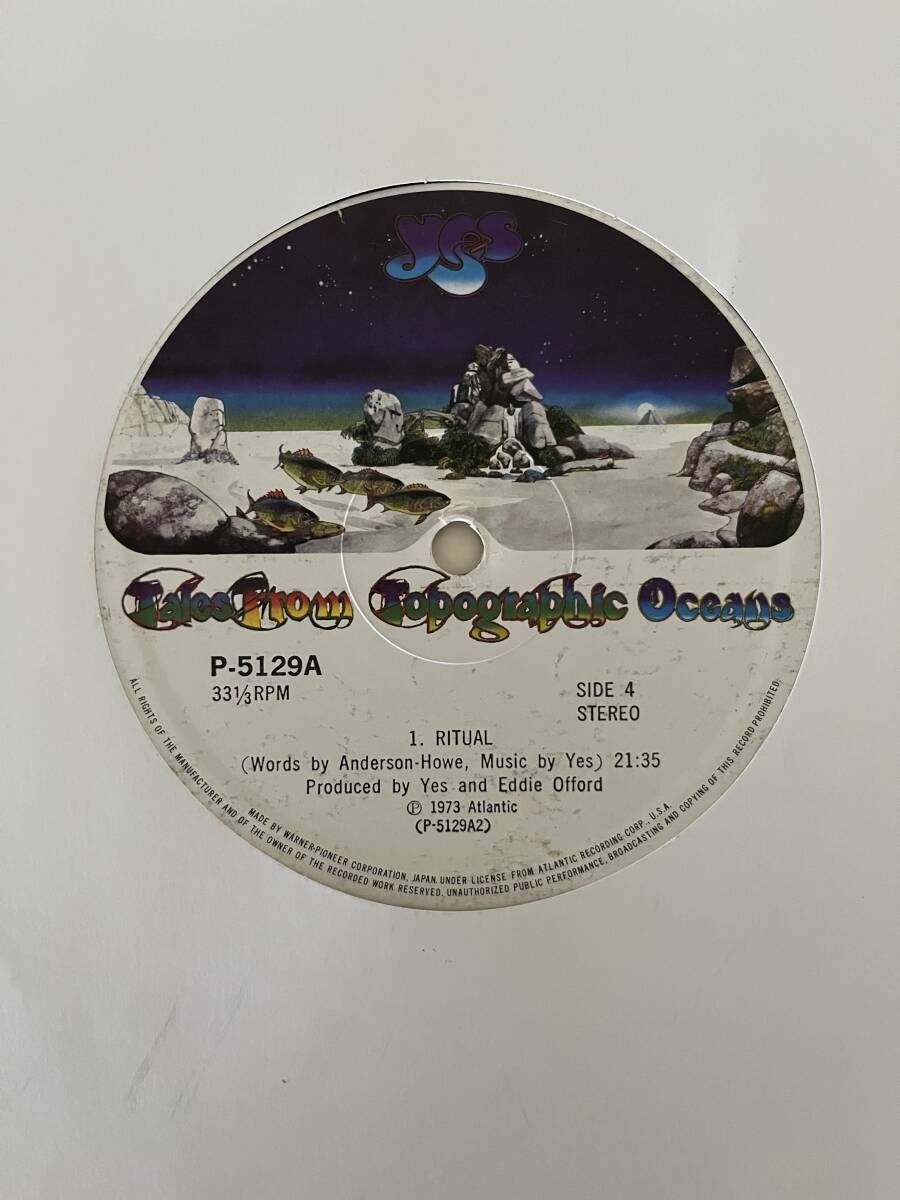 yes
Tales From Topographic Oceans
P-5129A
33⅓RPM
SIDE 4
STEREO
1. RITUAL
(Words by Anderson-Howe, Music by Yes) 21:35
Produced by Yes and Eddie Offord
Ⓟ 1973 Atlantic
(P-5129A2)
MADE BY WARNER-PIONEER CORPORATION, JAPAN, UNDER LICENSE FROM ATLANTIC RECORDING CORP., U.S.A.
ALL RIGHTS OF THE MANUFACTURER AND OF THE OWNER OF THE RECORDED WORK RESERVED. UNAUTHORIZED PUBLIC PERFORMANCE, BROADCASTING AND COPYING OF THIS RECORD PROHIBITED.